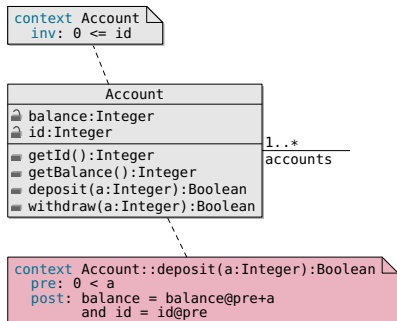 context Account
inv: 0 <= id
Account
balance:Integer
id:Integer
getId():Integer
getBalance():Integer
deposit(a:Integer):Boolean
withdraw(a:Integer):Boolean
1..*
accounts
context Account::deposit(a:Integer):Boolean
pre: 0 < a
post: balance = balance@pre+a
and id = id@pre